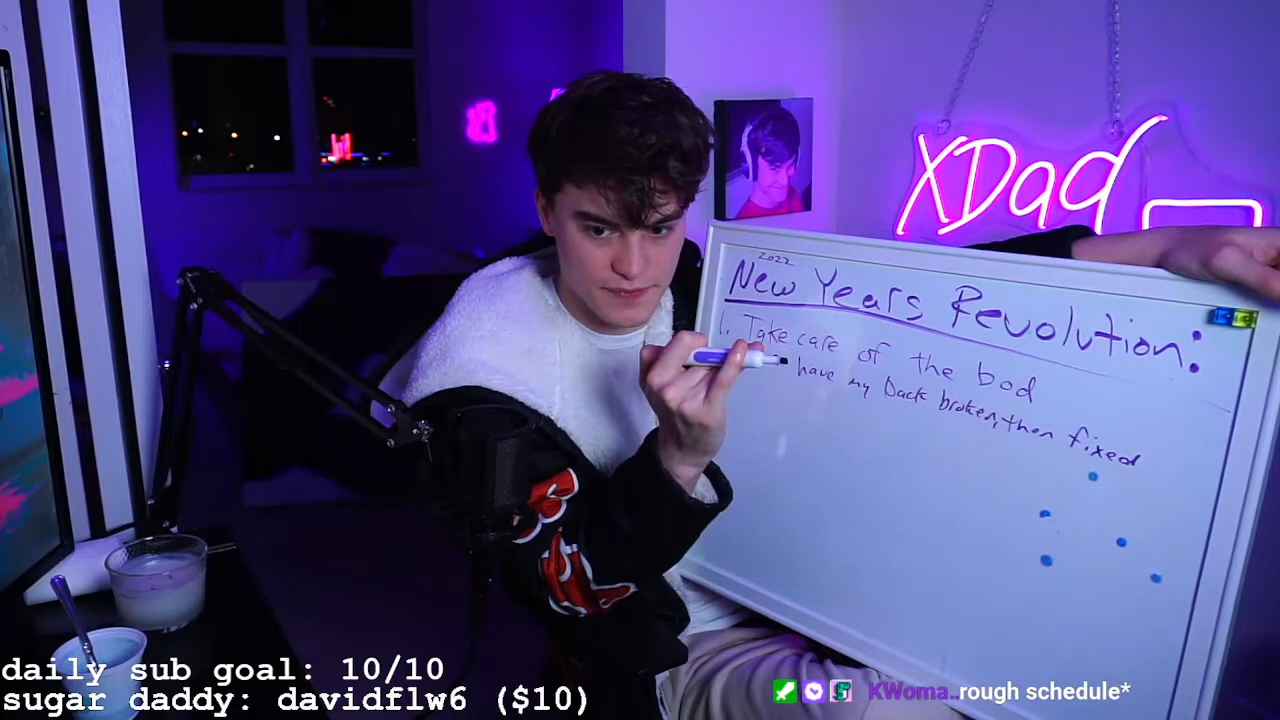 XDad
2022
New Years Revolution:
1. Take care of the bod
have my back broken, then fixed
daily sub goal: 10/10
sugar daddy: davidflw6 ($10)
KWoma..rough schedule*